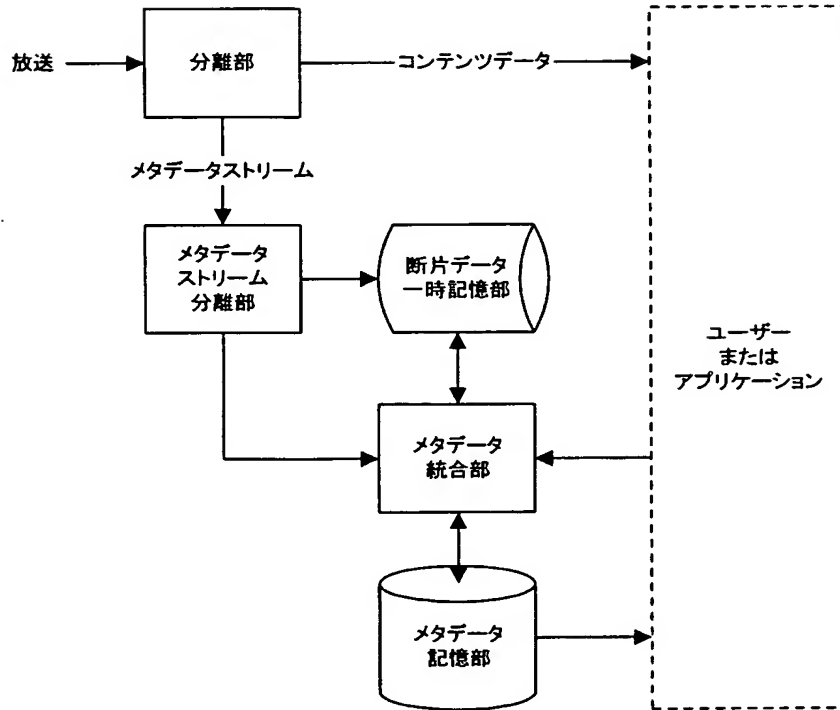 放送
分離部
コンテンツデータ
メタデータストリーム
メタデータ
ストリーム
分離部
断片データ
一時記憶部
ユーザー
または
アプリケーション
メタデータ
統合部
メタデータ
記憶部